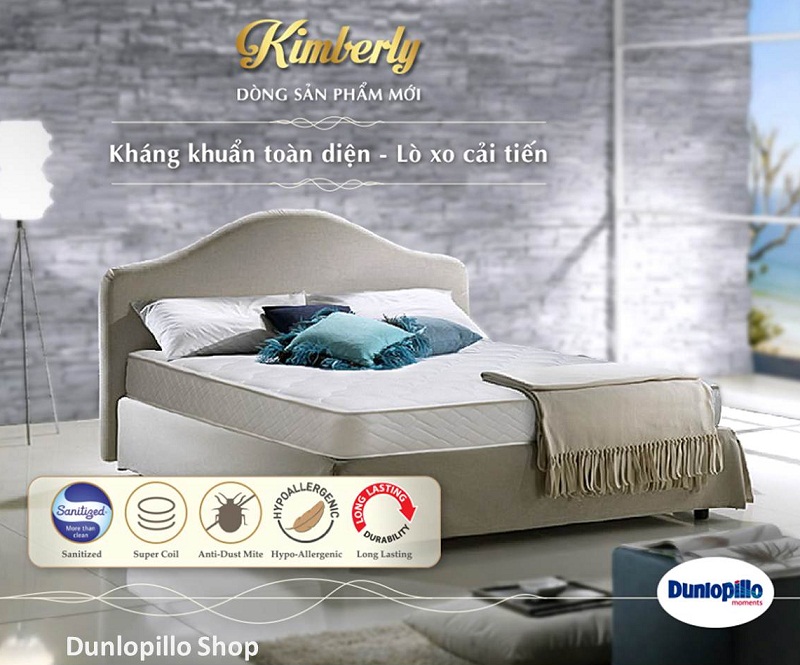 Kimberly
DÒNG SẢN PHẨM MỚI
Kháng khuẩn toàn diện - Lò xo cải tiến
Sanitized
More than
clean
HYPOALLERGENIC
LONG LASTING
DURABILITY
Sanitized
Super Coil
Anti-Dust Mite
Hypo-Allergenic
Long Lasting
Dunlopillo
moments
Dunlopillo Shop